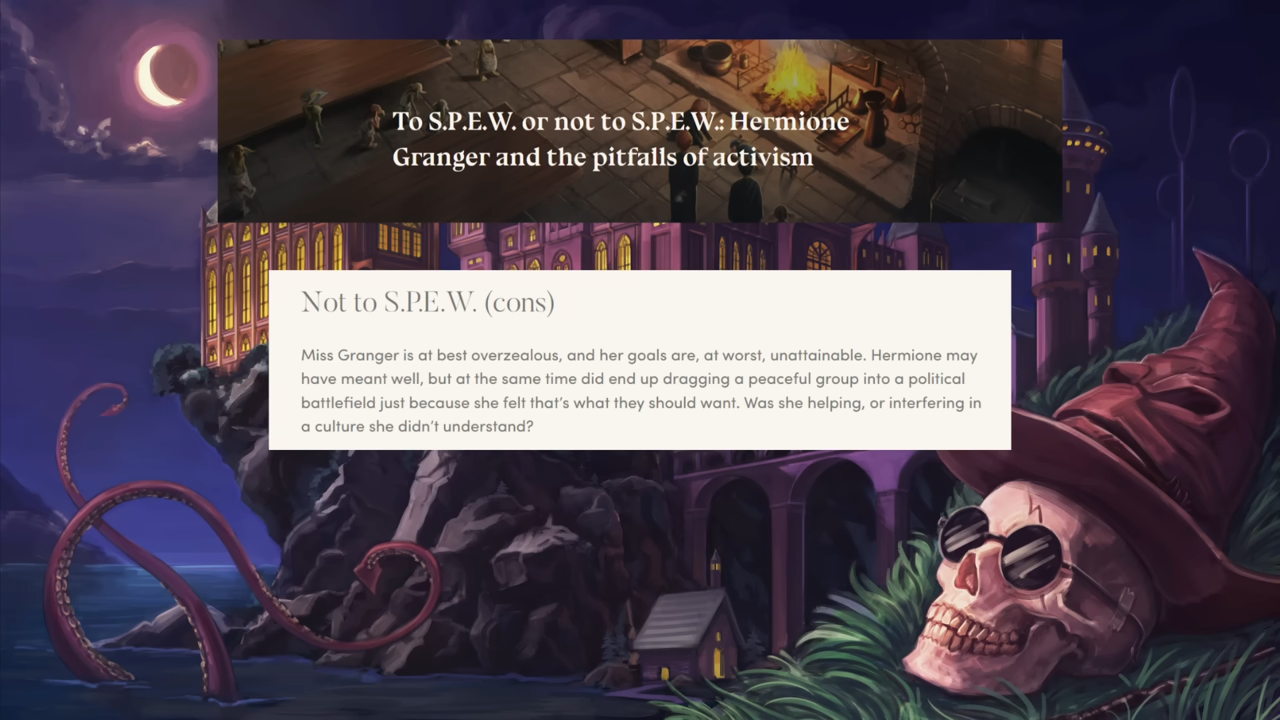 To S.P.E.W. or not to S.P.E.W.: Hermione
Granger and the pitfalls of activism
Not to S.P.E.W. (cons)
Miss Granger is at best overzealous, and her goals are, at worst, unattainable. Hermione may
have meant well, but at the same time did end up dragging a peaceful group into a political
battlefield just because she felt that’s what they should want. Was she helping, or interfering in
a culture she didn’t understand?